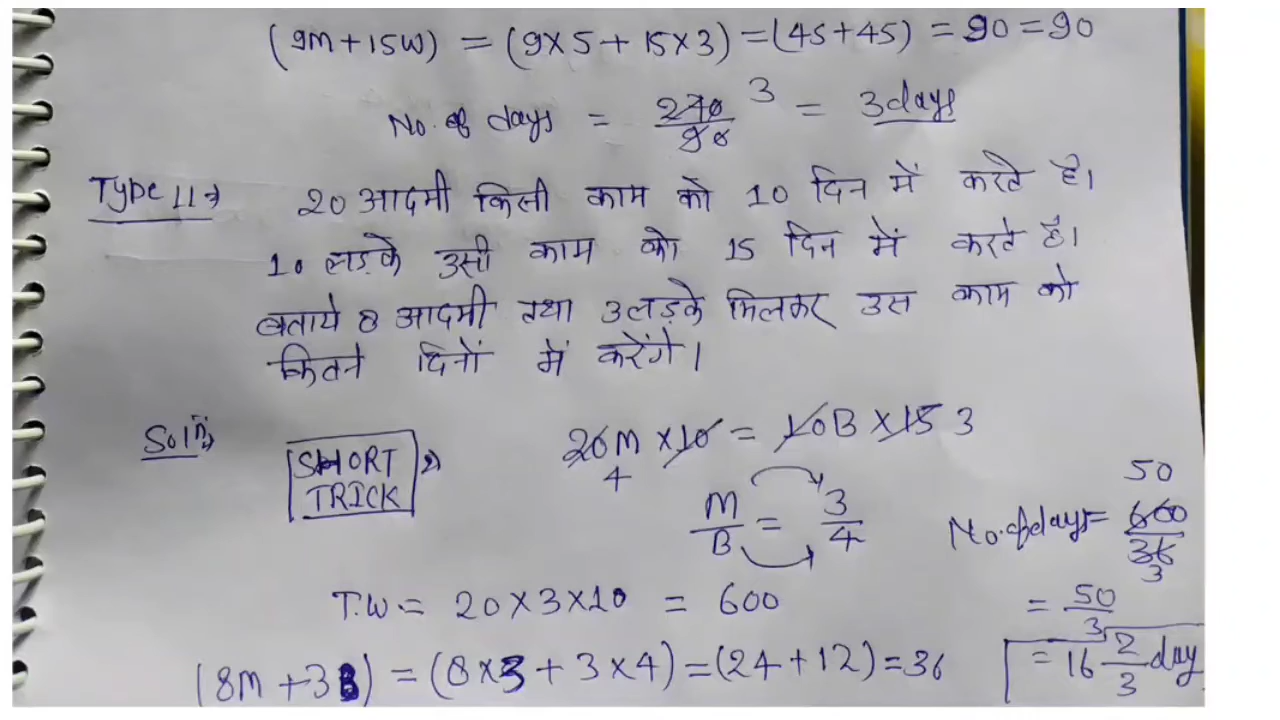 (9M+15W) = (9×5+15×3)=(45+45) = 90 = 90
No. of days = 270/90 3 = 3days
Type 11→ 20 आदमी किसी काम को 10 दिन में करते है।
10 लड़के उसी काम को 15 दिन में करते है।
बताये 8 आदमी तथा 3 लड़के मिलकर उस काम को
कितने दिनों में करेंगे।
Soln→ SHORT TRICK → 20M×10 = 10B×15 3
4
M/B = 3/4
No. of days = 600/36 50 3
T.W. = 20×3×10 = 600
= 50/3
(8M+3B) = (8×3+3×4)=(24+12)=36
= 16 2/3 day